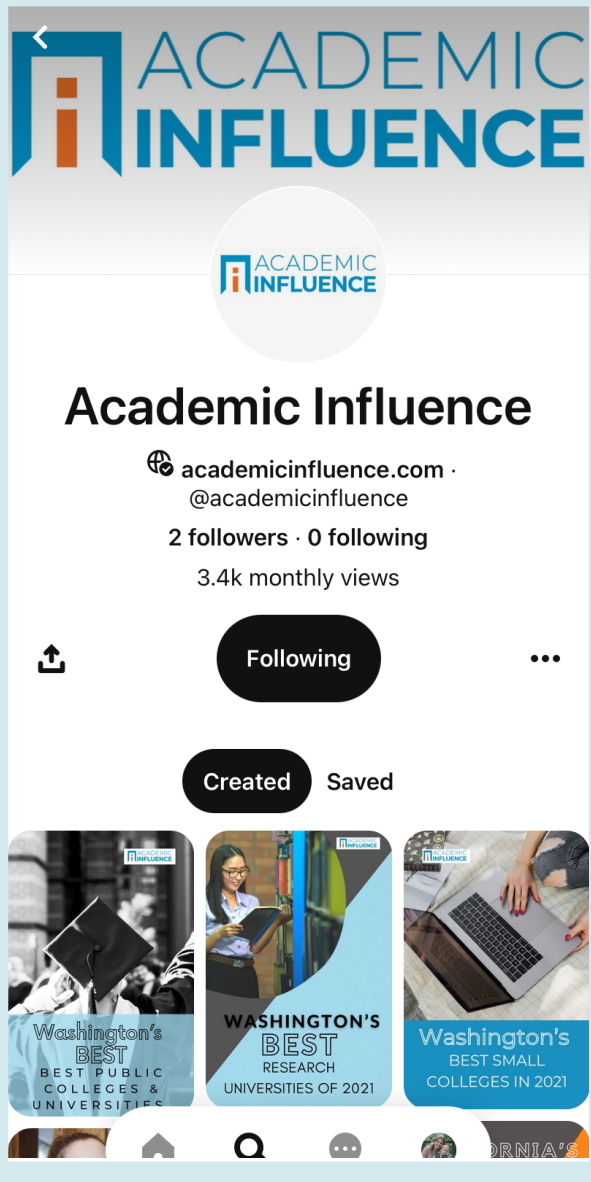 ACADEMIC
INFLUENCE
ACADEMIC
INFLUENCE
Academic Influence
academicinfluence.com ·
@academicinfluence
2 followers · 0 following
3.4k monthly views
Following
Created
Saved
ACADEMIC
INFLUENCE
Washington's
BEST
BEST PUBLIC
COLLEGES &
UNIVERSITIES
ACADEMIC
INFLUENCE
WASHINGTON'S
BEST
RESEARCH
UNIVERSITIES OF 2021
ACADEMIC
INFLUENCE
Washington's
BEST SMALL
COLLEGES IN 2021
ORNIA'S